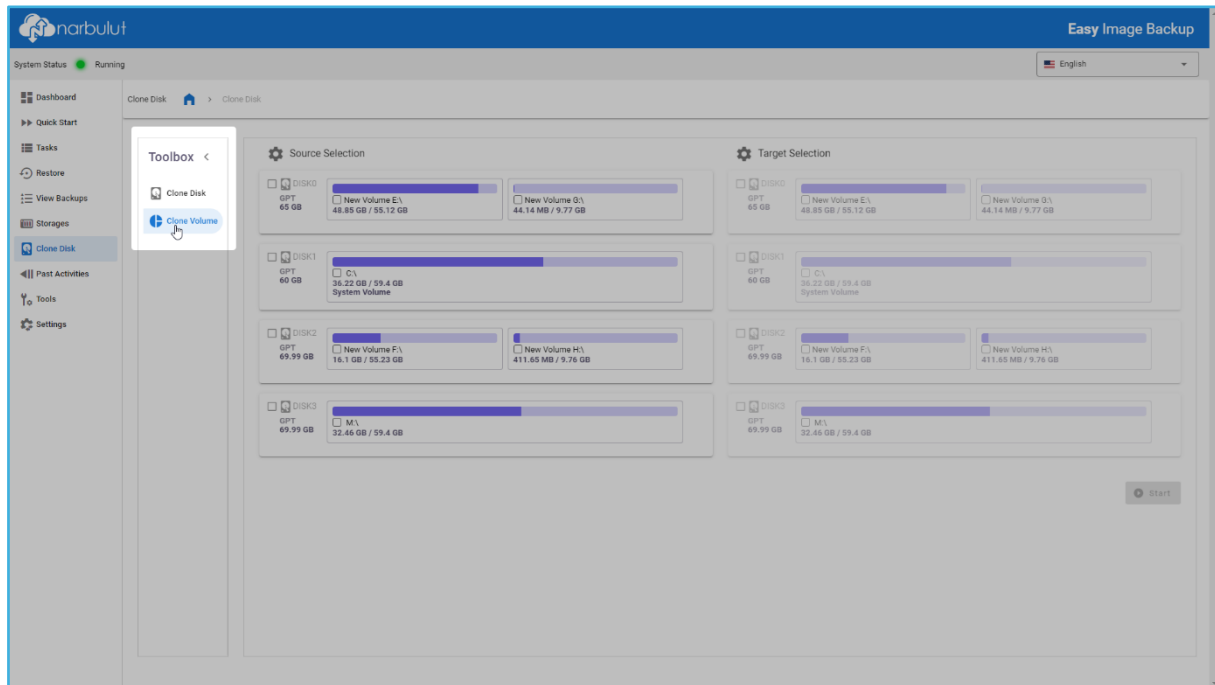 narbulut
Easy Image Backup
System Status Running
English
Dashboard
Quick Start
Tasks
Restore
View Backups
Storages
Clone Disk
Past Activities
Tools
Settings
Clone Disk > Clone Disk
Toolbox <
Clone Disk
Clone Volume
Source Selection
DISK0
GPT
65 GB
New Volume E:\
48.85 GB / 55.12 GB
New Volume G:\
44.14 MB / 9.77 GB
DISK1
GPT
60 GB
C:\
36.22 GB / 59.4 GB
System Volume
DISK2
GPT
69.99 GB
New Volume F:\
16.1 GB / 55.23 GB
New Volume H:\
411.65 MB / 9.76 GB
DISK3
GPT
69.99 GB
M:\
32.46 GB / 59.4 GB
Target Selection
DISK0
GPT
65 GB
New Volume E:\
48.85 GB / 55.12 GB
New Volume G:\
44.14 MB / 9.77 GB
DISK1
GPT
60 GB
C:\
36.22 GB / 59.4 GB
System Volume
DISK2
GPT
69.99 GB
New Volume F:\
16.1 GB / 55.23 GB
New Volume H:\
411.65 MB / 9.76 GB
DISK3
GPT
69.99 GB
M:\
32.46 GB / 59.4 GB
Start